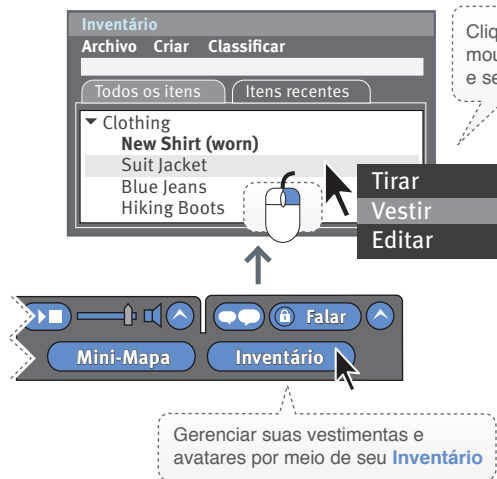 Inventário
Archivo Criar Classificar
Todos os itens
Itens recentes
Clothing
New Shirt (worn)
Suit Jacket
Blue Jeans
Hiking Boots
e
Tirar
Vestir
Editar
Falar
Mini-Mapa
Inventário
Gerenciar suas vestimentas e
avatares por meio de seu Inventário